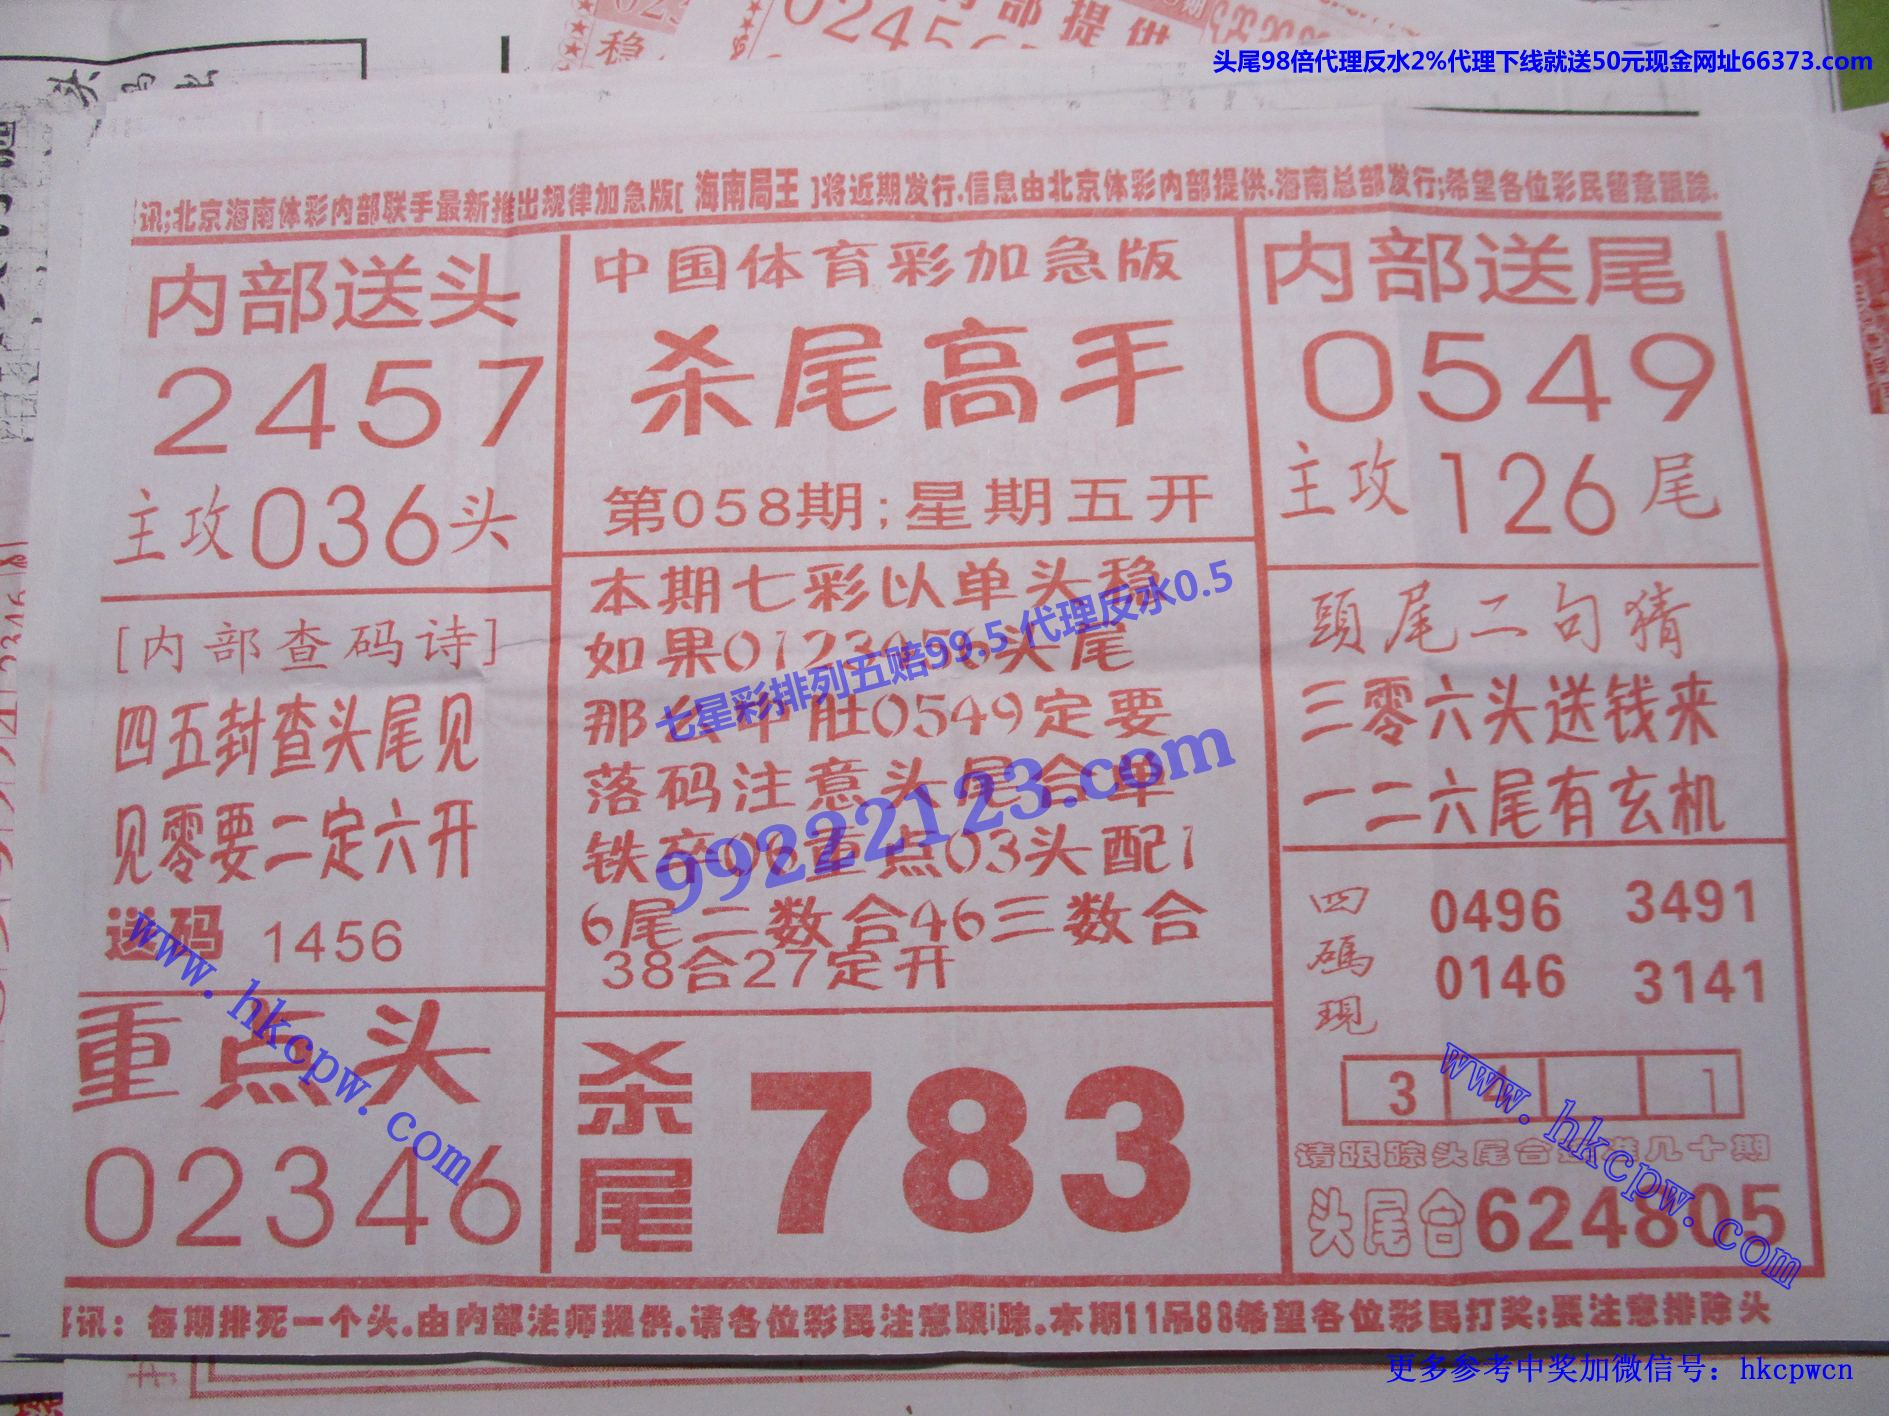 头尾98倍代理反水2%代理下线就送50元现金网址66373.com
讯;北京海南体彩内部联手最新推出规律加急版[ 海南局王 ]将近期发行.信息由北京体彩内部提供.海南总部发行;希望各位彩民留意跟踪.
内部送头
2457
主攻036头
[内部查码诗]
四五封查头尾见
见零要二定六开
送码 1456
重点头
02346
中国体育彩加急版
杀尾高手
第058期;星期五开
本期七彩以单头稳
如果0123456头尾
那么中肚0549定要
落码注意头尾合单
铁卒06重点03头配1
6尾二数合46三数合
38合27定开
杀尾
783
内部送尾
0549
主攻126尾
頭尾二句猜
三零六头送钱来
一二六尾有玄机
四碼現
0496 3491
0146 3141
3 4 1
请跟踪头尾合 几十期
头尾合624805
讯：每期排死一个头.由内部法师提供.请各位彩民注意跟踪.本期11吊88希望各位彩民打奖;要注意排除头
七星彩排列五赔99.5 代理反水0.5
99222123.com
www.hkcpw.com
www.hkcpw.com
更多参考中奖加微信号：hkcpwcn